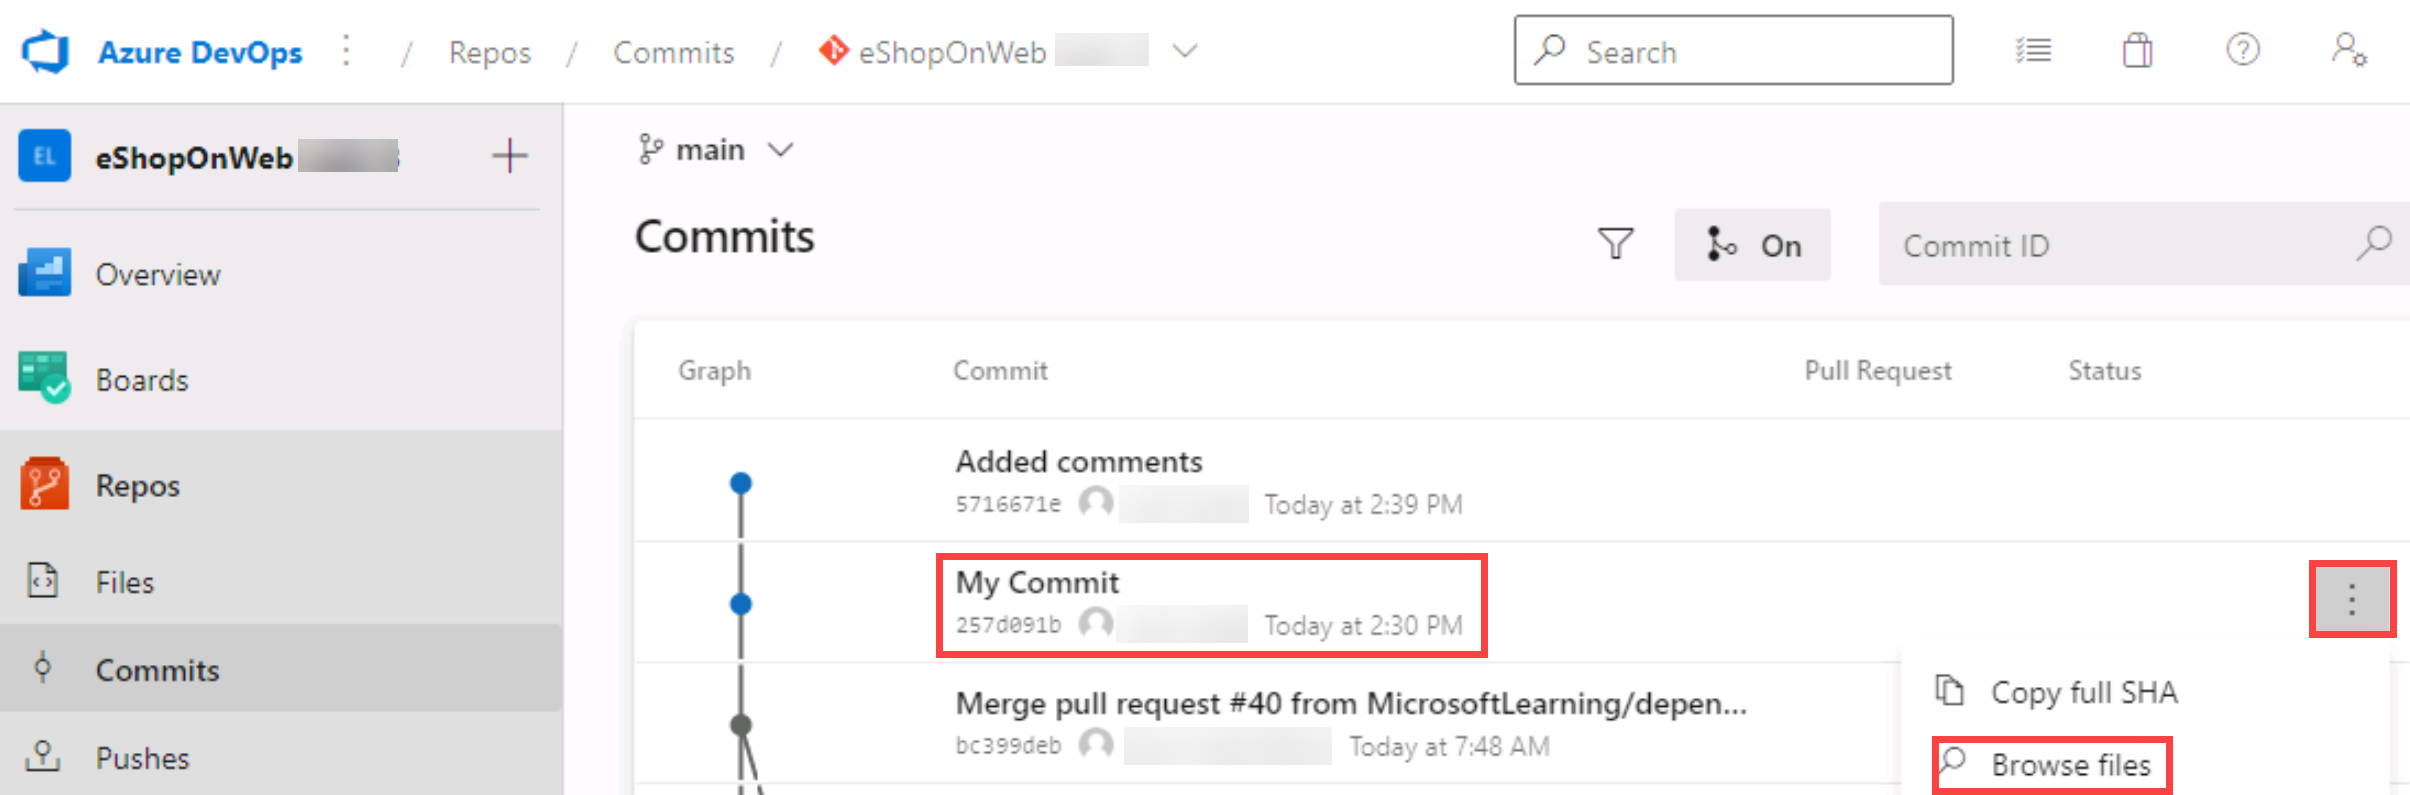 Azure DevOps / Repos / Commits / eShopOnWeb
Search
EL eShopOnWeb
main
Commits
On
Commit ID
Overview
Boards
Repos
Files
Commits
Pushes
Graph Commit Pull Request Status
Added comments
5716671e Today at 2:39 PM
My Commit
257d091b Today at 2:30 PM
Merge pull request #40 from MicrosoftLearning/depen...
bc399deb Today at 7:48 AM
Copy full SHA
Browse files